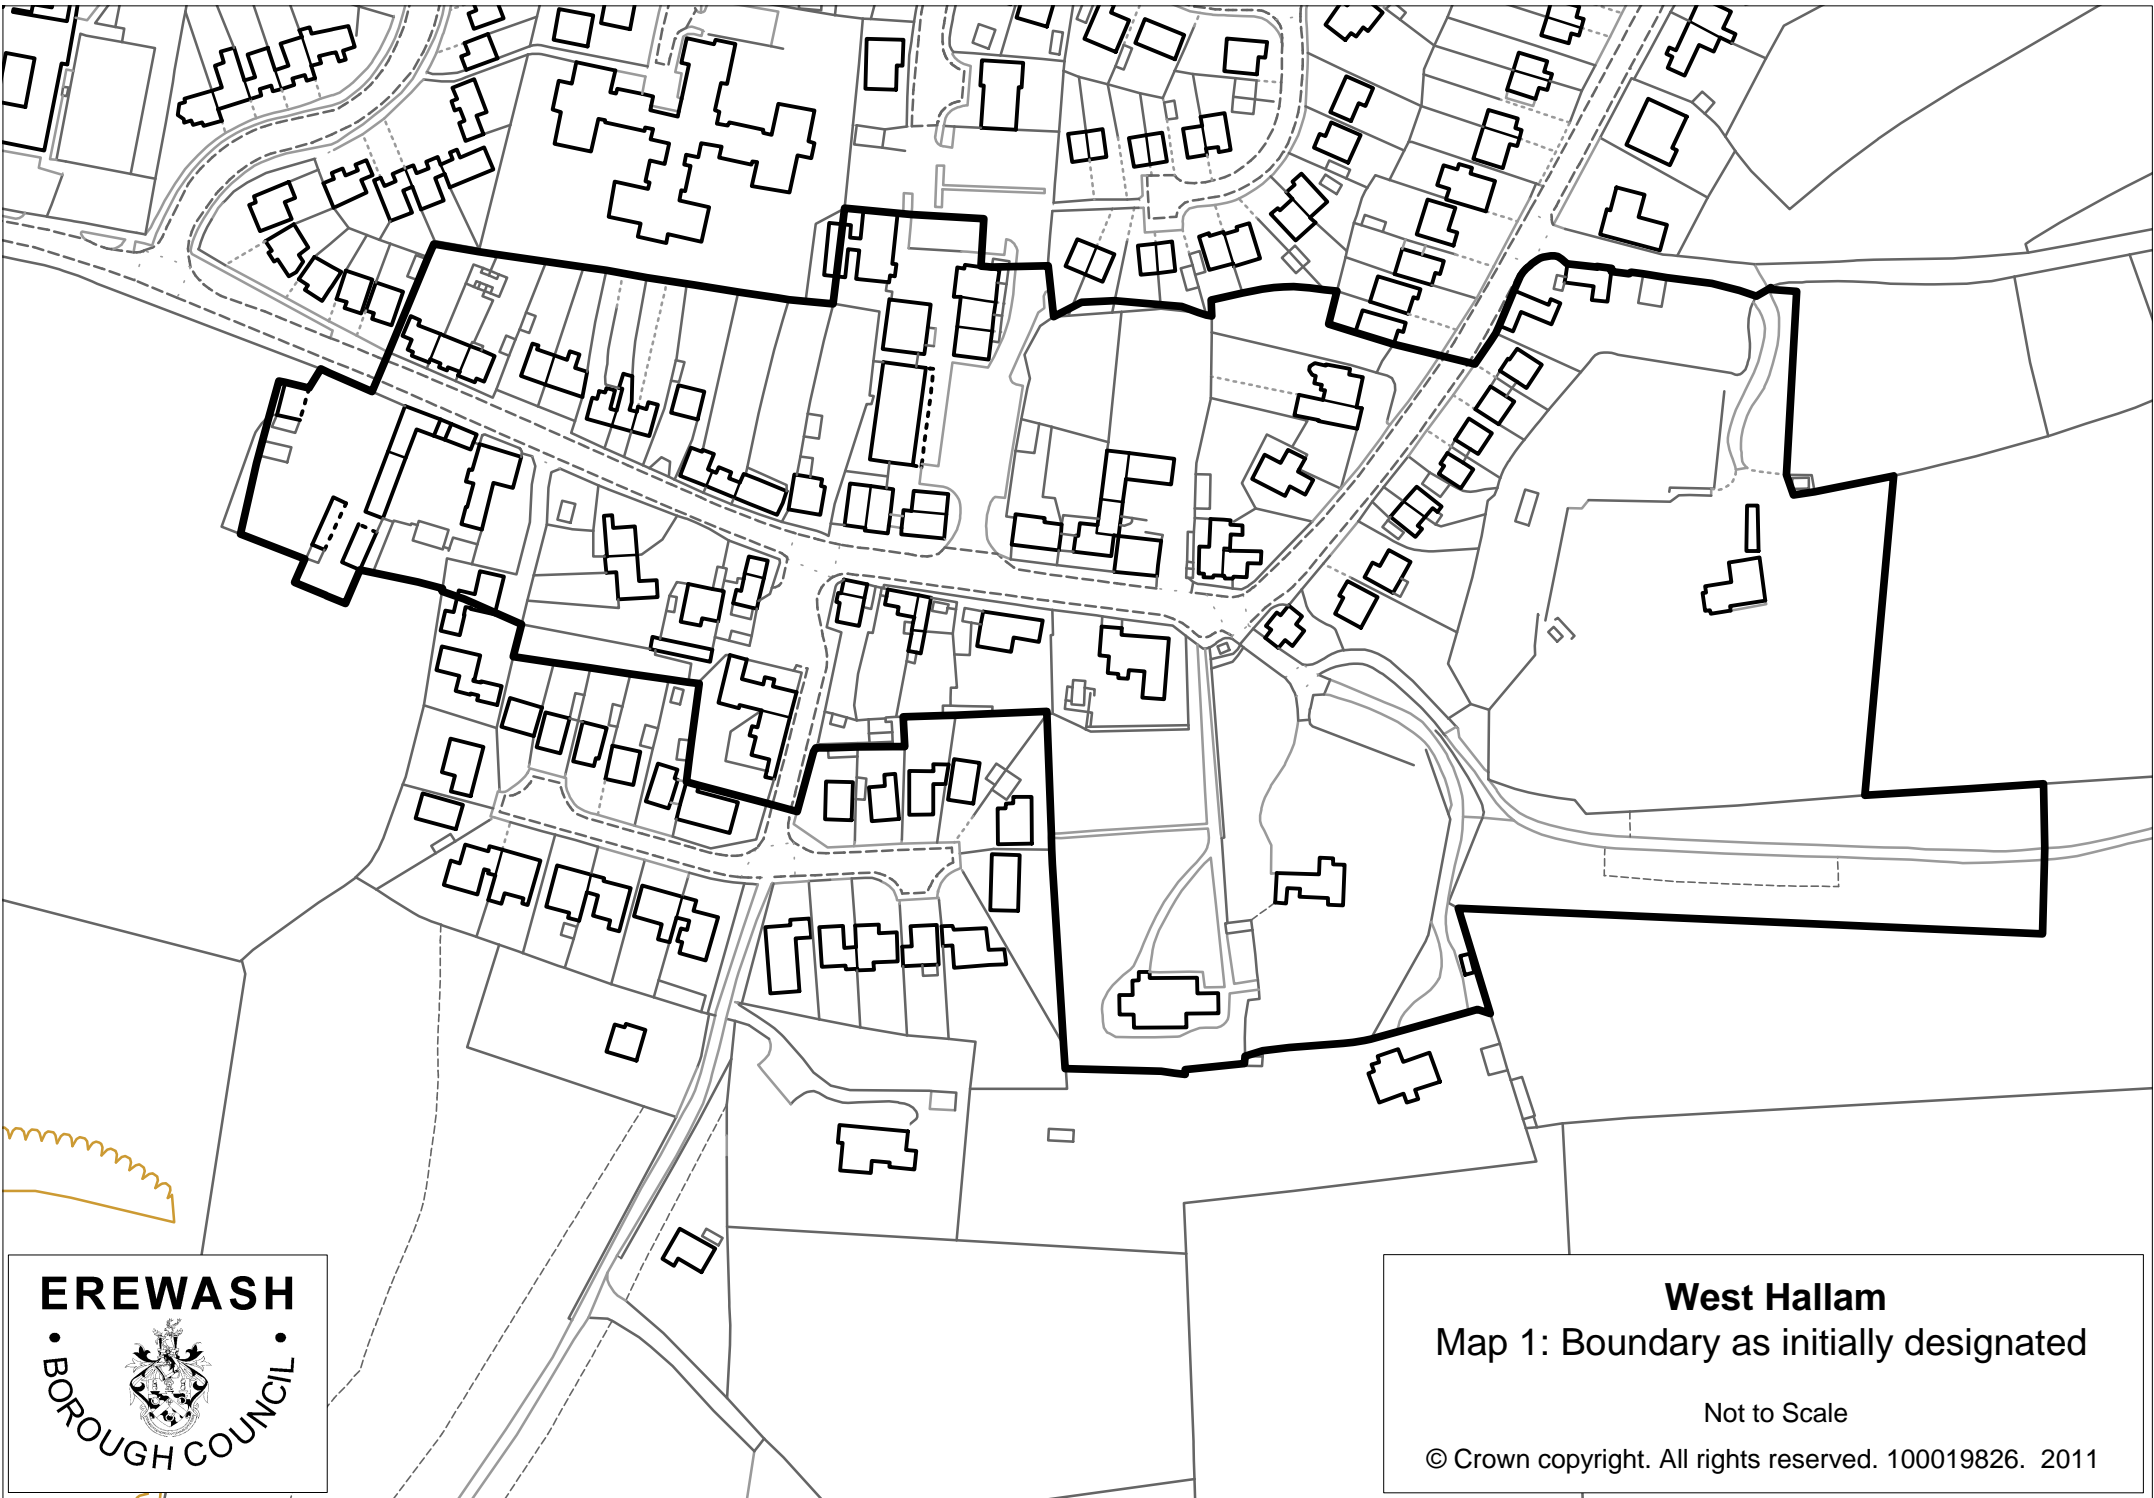 EREWASH
• BOROUGH COUNCIL •
West Hallam
Map 1: Boundary as initially designated
Not to Scale
© Crown copyright. All rights reserved. 100019826. 2011